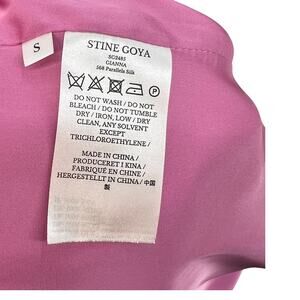 S
STINE GOYA
SG2485
GIANNA
568 Parallels Silk
P
DO NOT WASH / DO NOT
BLEACH / DO NOT TUMBLE
DRY / IRON, LOW / DRY
CLEAN, ANY SOLVENT
EXCEPT
TRICHLOROETHYLENE /
MADE IN CHINA /
PRODUCERET I KINA /
FABRIQUÉ EN CHINE /
HERGESTELLT IN CHINA / 中国
製